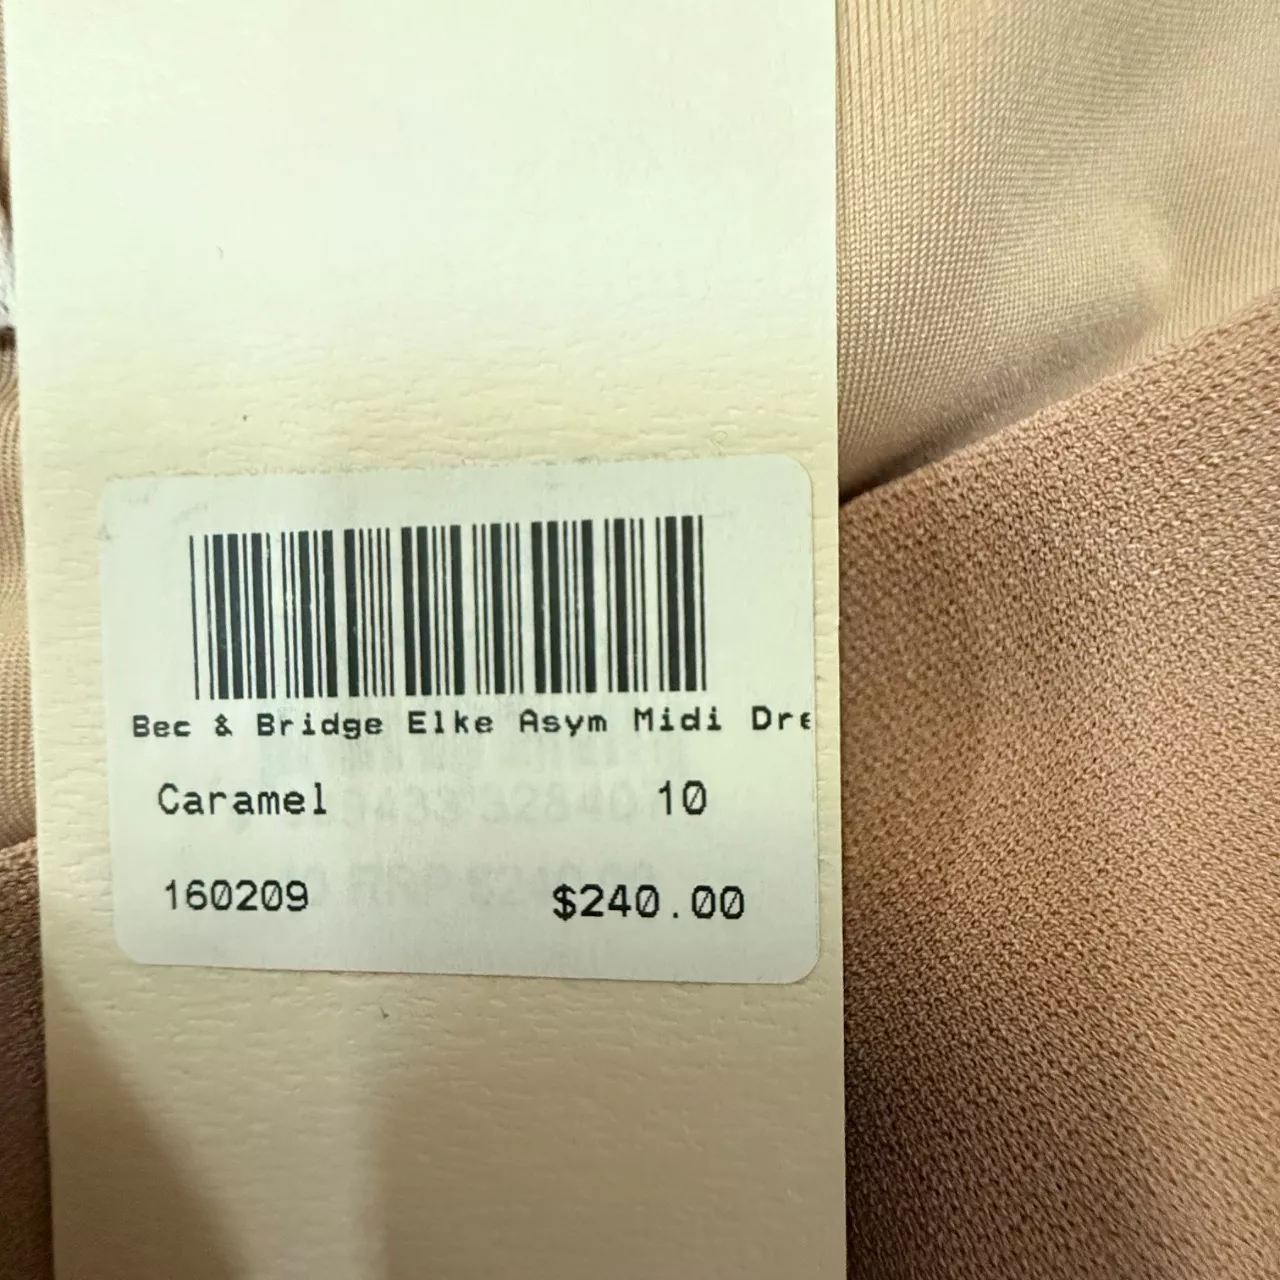 Bec & Bridge Elke Asym Midi Dre
Caramel 10
160209 $240.00